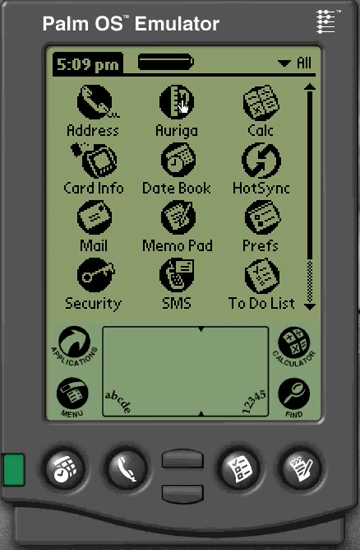 Palm OS™ Emulator
5:09 pm
All
Address Auriga Calc
Card Info Date Book HotSync
Mail Memo Pad Prefs
Security SMS To Do List
APPLICATIONS
CALCULATOR
MENU
abcde
12345
FIND